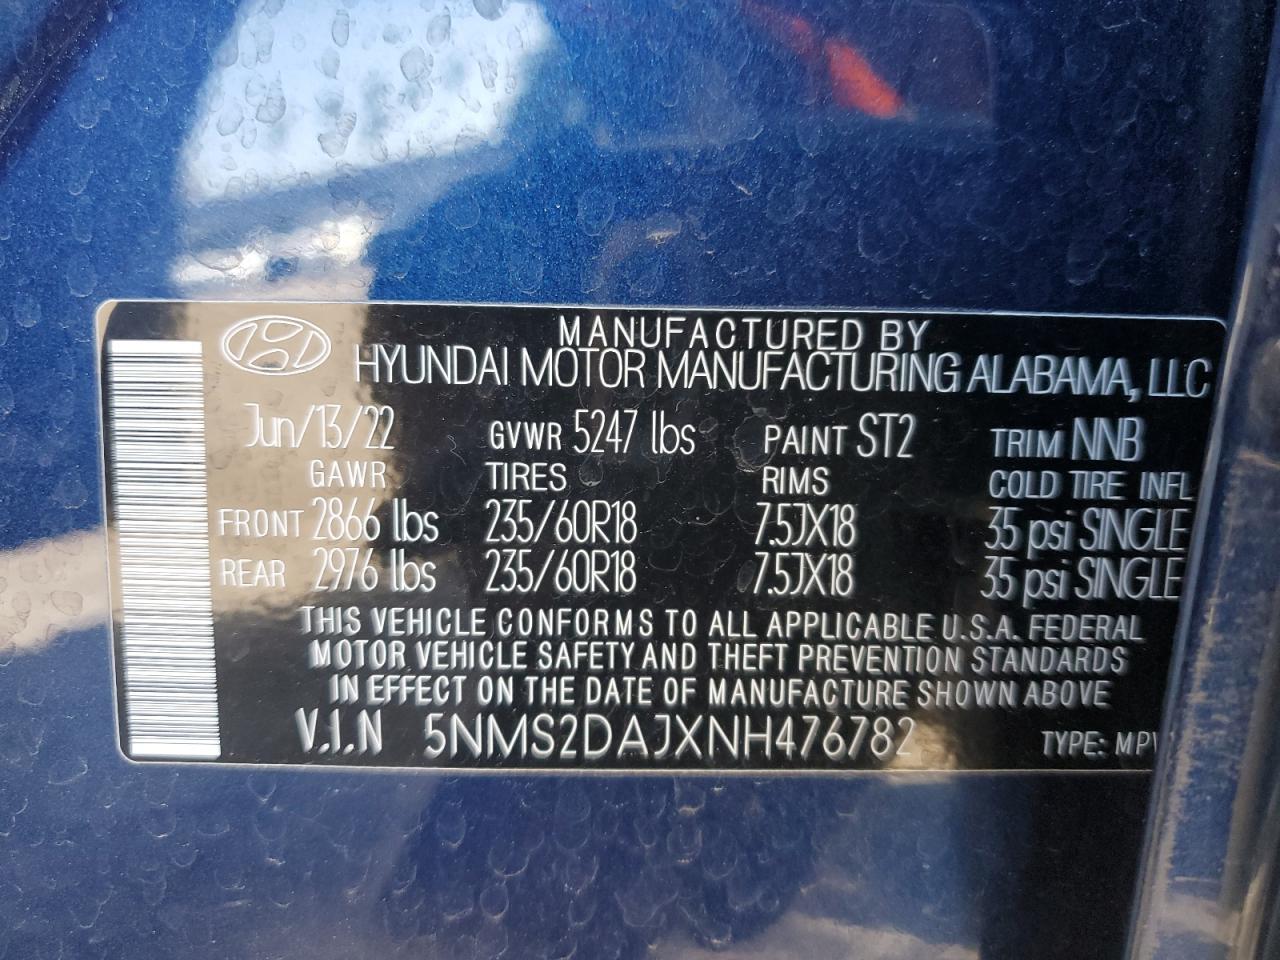 MANUFACTURED BY
HYUNDAI MOTOR MANUFACTURING ALABAMA, LLC
Jun/13/22 GVWR 5247 lbs PAINT ST2 TRIM NNB
GAWR TIRES RIMS COLD TIRE INFL
FRONT 2866 lbs 235/60R18 7.5JX18 35 psi SINGLE
REAR 2976 lbs 235/60R18 7.5JX18 35 psi SINGLE
THIS VEHICLE CONFORMS TO ALL APPLICABLE U.S.A. FEDERAL
MOTOR VEHICLE SAFETY AND THEFT PREVENTION STANDARDS
IN EFFECT ON THE DATE OF MANUFACTURE SHOWN ABOVE
V.I.N 5NMS2DAJXNH476782 TYPE: MPV